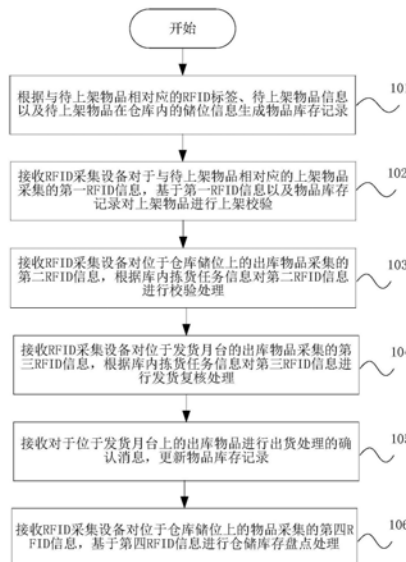 开始
根据与待上架物品相对应的RFID标签、待上架物品信息
以及待上架物品在仓库内的储位信息生成物品库存记录
101
接收RFID采集设备对于与待上架物品相对应的上架物品
采集的第一RFID信息，基于第一RFID信息以及物品库存
记录对上架物品进行上架校验
102
接收RFID采集设备对位于仓库储位上的出库物品采集的
第二RFID信息，根据库内拣货任务信息对第二RFID信息
进行校验处理
103
接收RFID采集设备对位于发货月台的出库物品采集的第
三RFID信息，根据库内拣货任务信息对第三RFID信息进
行发货复核处理
104
接收对于位于发货月台上的出库物品进行出货处理的
确认消息，更新物品库存记录
105
接收RFID采集设备对位于仓库储位上的物品采集的第四R
FID信息，基于第四RFID信息进行仓储库存盘点处理
106